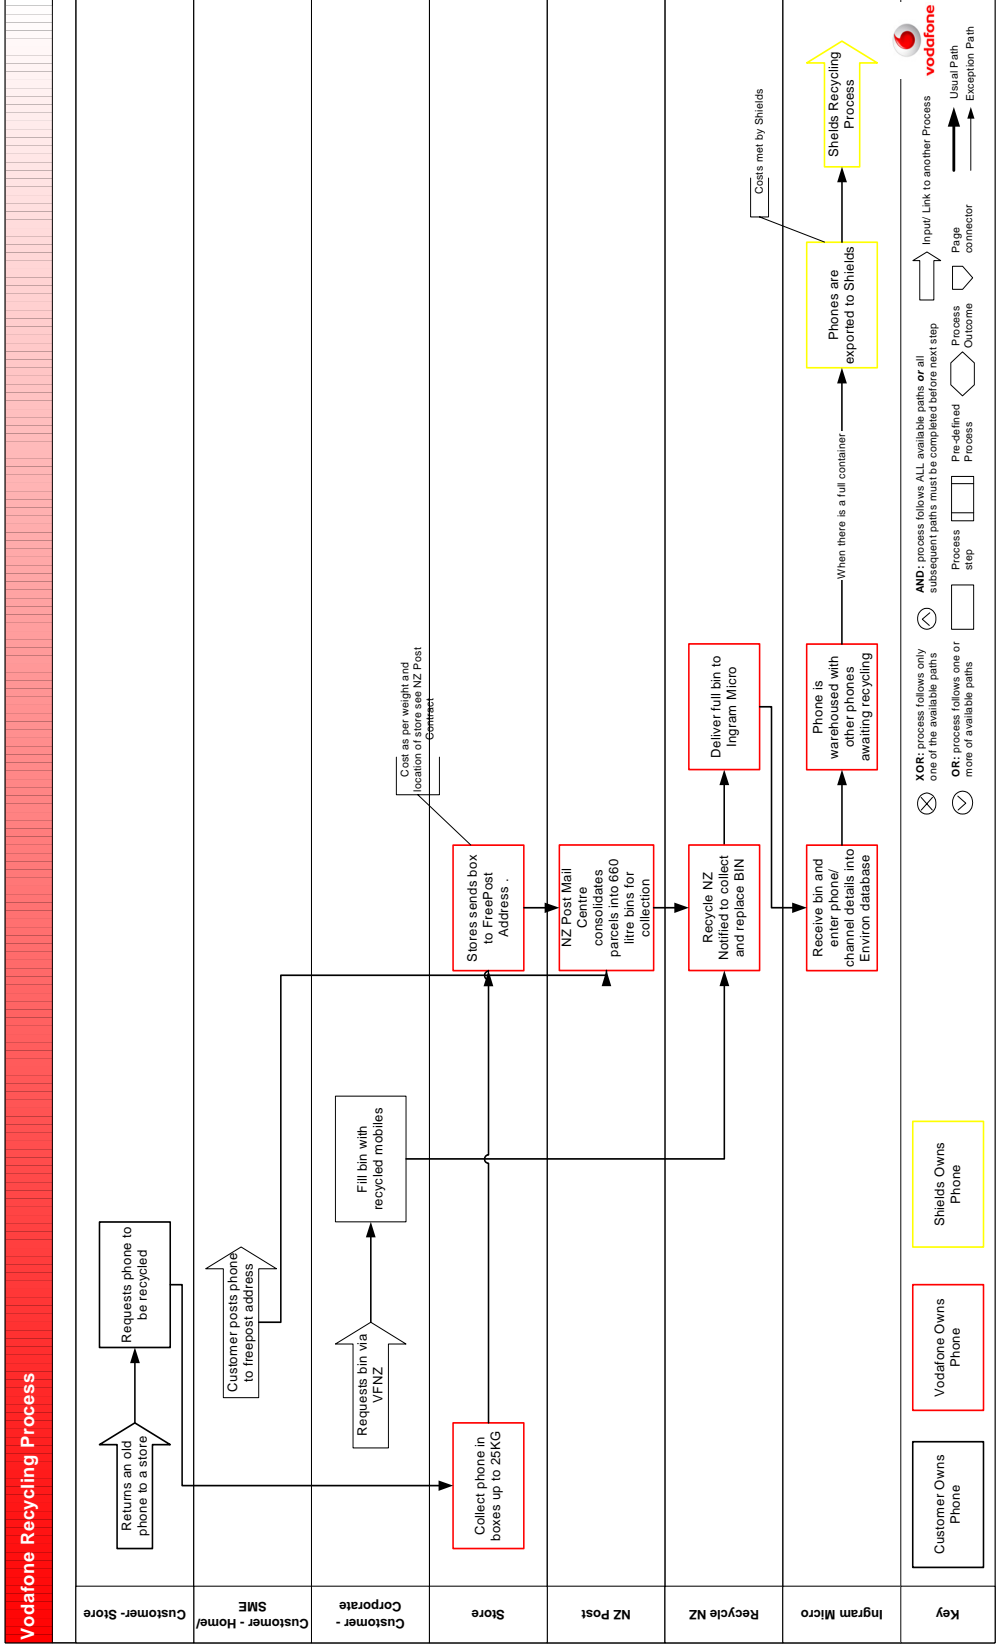 Vodafone Recycling Process
Customer -Store
Returns an old
phone to a store
Requests phone to
be recycled
Customer - Home/
SME
Customer posts phone
to freepost address
Customer -
Corporate
Requests bin via
VFNZ
Fill bin with
recycled mobiles
Store
Collect phone in
boxes up to 25KG
Stores sends box
to FreePost
Address .
Cost as per weight and
location of store see NZ Post
Contract
NZ Post
NZ Post Mail
Centre
consolidates
parcels into 660
litre bins for
collection
Recycle NZ
Recycle NZ
Notified to collect
and replace BIN
Deliver full bin to
Ingram Micro
Ingram Micro
Receive bin and
enter phone/
channel details into
Environ database
Phone is
warehoused with
other phones
awaiting recycling
When there is a full container
Phones are
exported to Shields
Costs met by Shields
Shelds Recycling
Process
Key
Customer Owns
Phone
Vodafone Owns
Phone
Shields Owns
Phone
XOR: process follows only
one of the available paths
OR: process follows one or
more of available paths
AND: process follows ALL available paths or all
subsequent paths must be completed before next step
Process
step
Pre-defined
Process
Process
Outcome
Input/ Link to another Process
Page
connector
Usual Path
Exception Path
vodafone